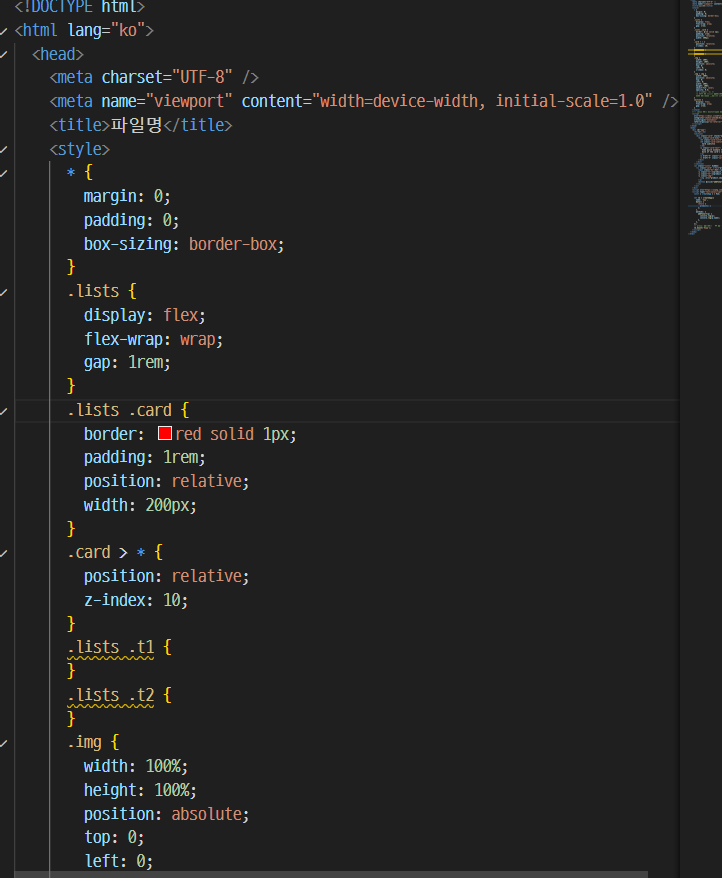 <!DOCTYPE html>
<html lang="ko">
<head>
<meta charset="UTF-8" />
<meta name="viewport" content="width=device-width, initial-scale=1.0" />
<title>파일명</title>
<style>
* {
margin: 0;
padding: 0;
box-sizing: border-box;
}
.lists {
display: flex;
flex-wrap: wrap;
gap: 1rem;
}
.lists .card {
border: red solid 1px;
padding: 1rem;
position: relative;
width: 200px;
}
.card > * {
position: relative;
z-index: 10;
}
.lists .t1 {
}
.lists .t2 {
}
.img {
width: 100%;
height: 100%;
position: absolute;
top: 0;
left: 0;